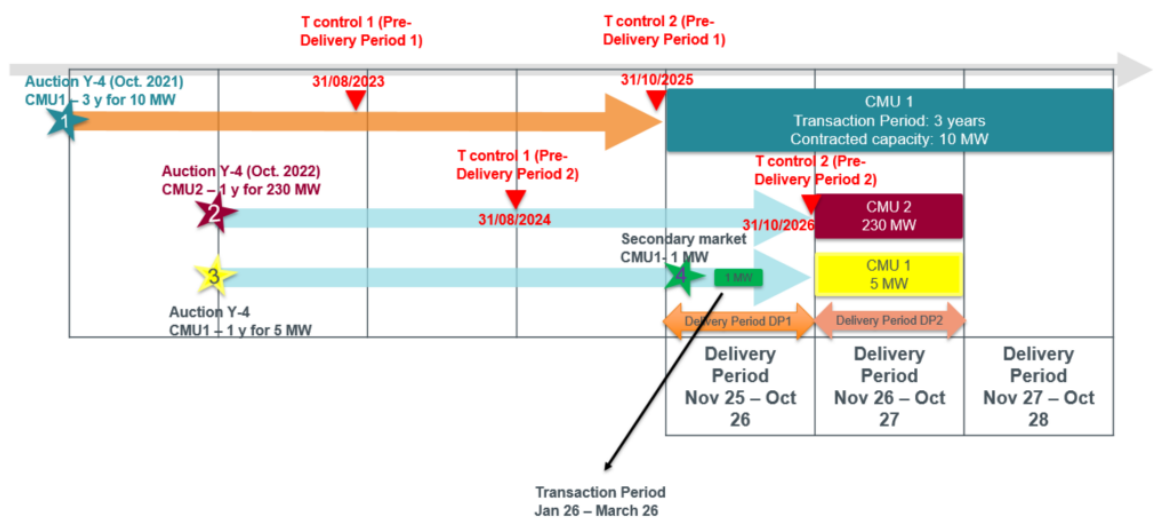 T control 1 (Pre-
Delivery Period 1)
T control 2 (Pre-
Delivery Period 1)
Auction Y-4 (Oct. 2021)
CMU1 – 3 y for 10 MW
31/08/2023
31/10/2025
1
CMU 1
Transaction Period: 3 years
Contracted capacity: 10 MW
T control 1 (Pre-
Delivery Period 2)
T control 2 (Pre-
Delivery Period 2)
Auction Y-4 (Oct. 2022)
CMU2 – 1 y for 230 MW
2
31/08/2024
31/10/2026
CMU 2
230 MW
Secondary market
CMU1- 1 MW
3
4
1 MW
CMU 1
5 MW
Auction Y-4
CMU1 – 1 y for 5 MW
Delivery Period DP1
Delivery Period DP2
Delivery
Period
Nov 25 – Oct
26
Delivery
Period
Nov 26 – Oct
27
Delivery
Period
Nov 27 – Oct
28
Transaction Period
Jan 26 – March 26